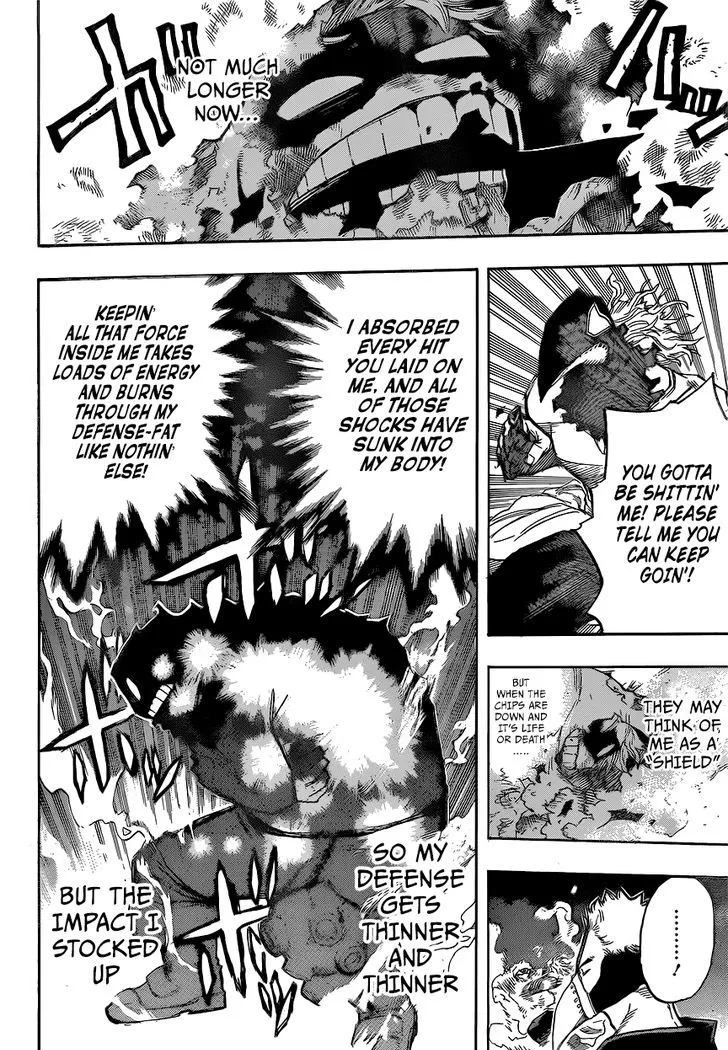 NOT MUCH
LONGER
NOW...
YOU GOTTA
BE SHITTIN'
ME! PLEASE
TELL ME YOU
CAN KEEP
GOIN'!
THEY MAY
THINK OF
ME AS A
"SHIELD"
BUT
WHEN THE
CHIPS ARE
DOWN AND
IT'S LIFE
OR DEATH
.....
......!
I ABSORBED
EVERY HIT
YOU LAID ON
ME, AND ALL
OF THOSE
SHOCKS HAVE
SUNK INTO
MY BODY!
KEEPIN'
ALL THAT FORCE
INSIDE ME TAKES
LOADS OF ENERGY
AND BURNS
THROUGH MY
DEFENSE-FAT
LIKE NOTHIN'
ELSE!
SO MY
DEFENSE
GETS
THINNER
AND
THINNER
BUT THE
IMPACT I
STOCKED
UP